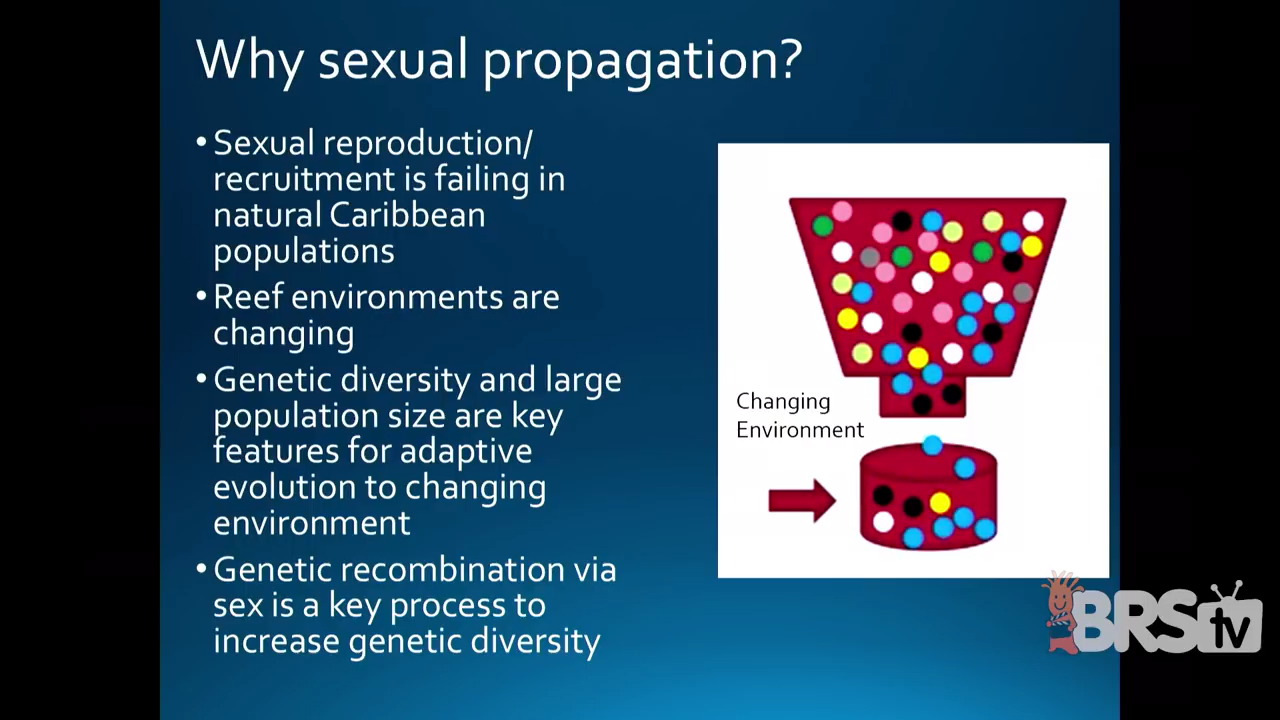 Why sexual propagation?
• Sexual reproduction/
recruitment is failing in
natural Caribbean
populations
• Reef environments are
changing
• Genetic diversity and large
population size are key
features for adaptive
evolution to changing
environment
• Genetic recombination via
sex is a key process to
increase genetic diversity
Changing
Environment
BRS tv